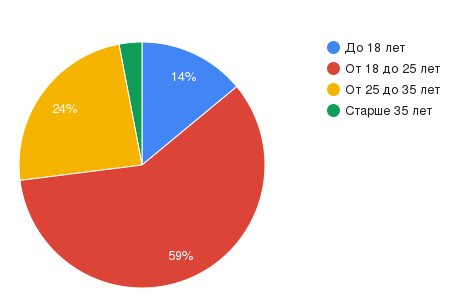 До 18 лет
От 18 до 25 лет
От 25 до 35 лет
Старше 35 лет
14%
24%
59%